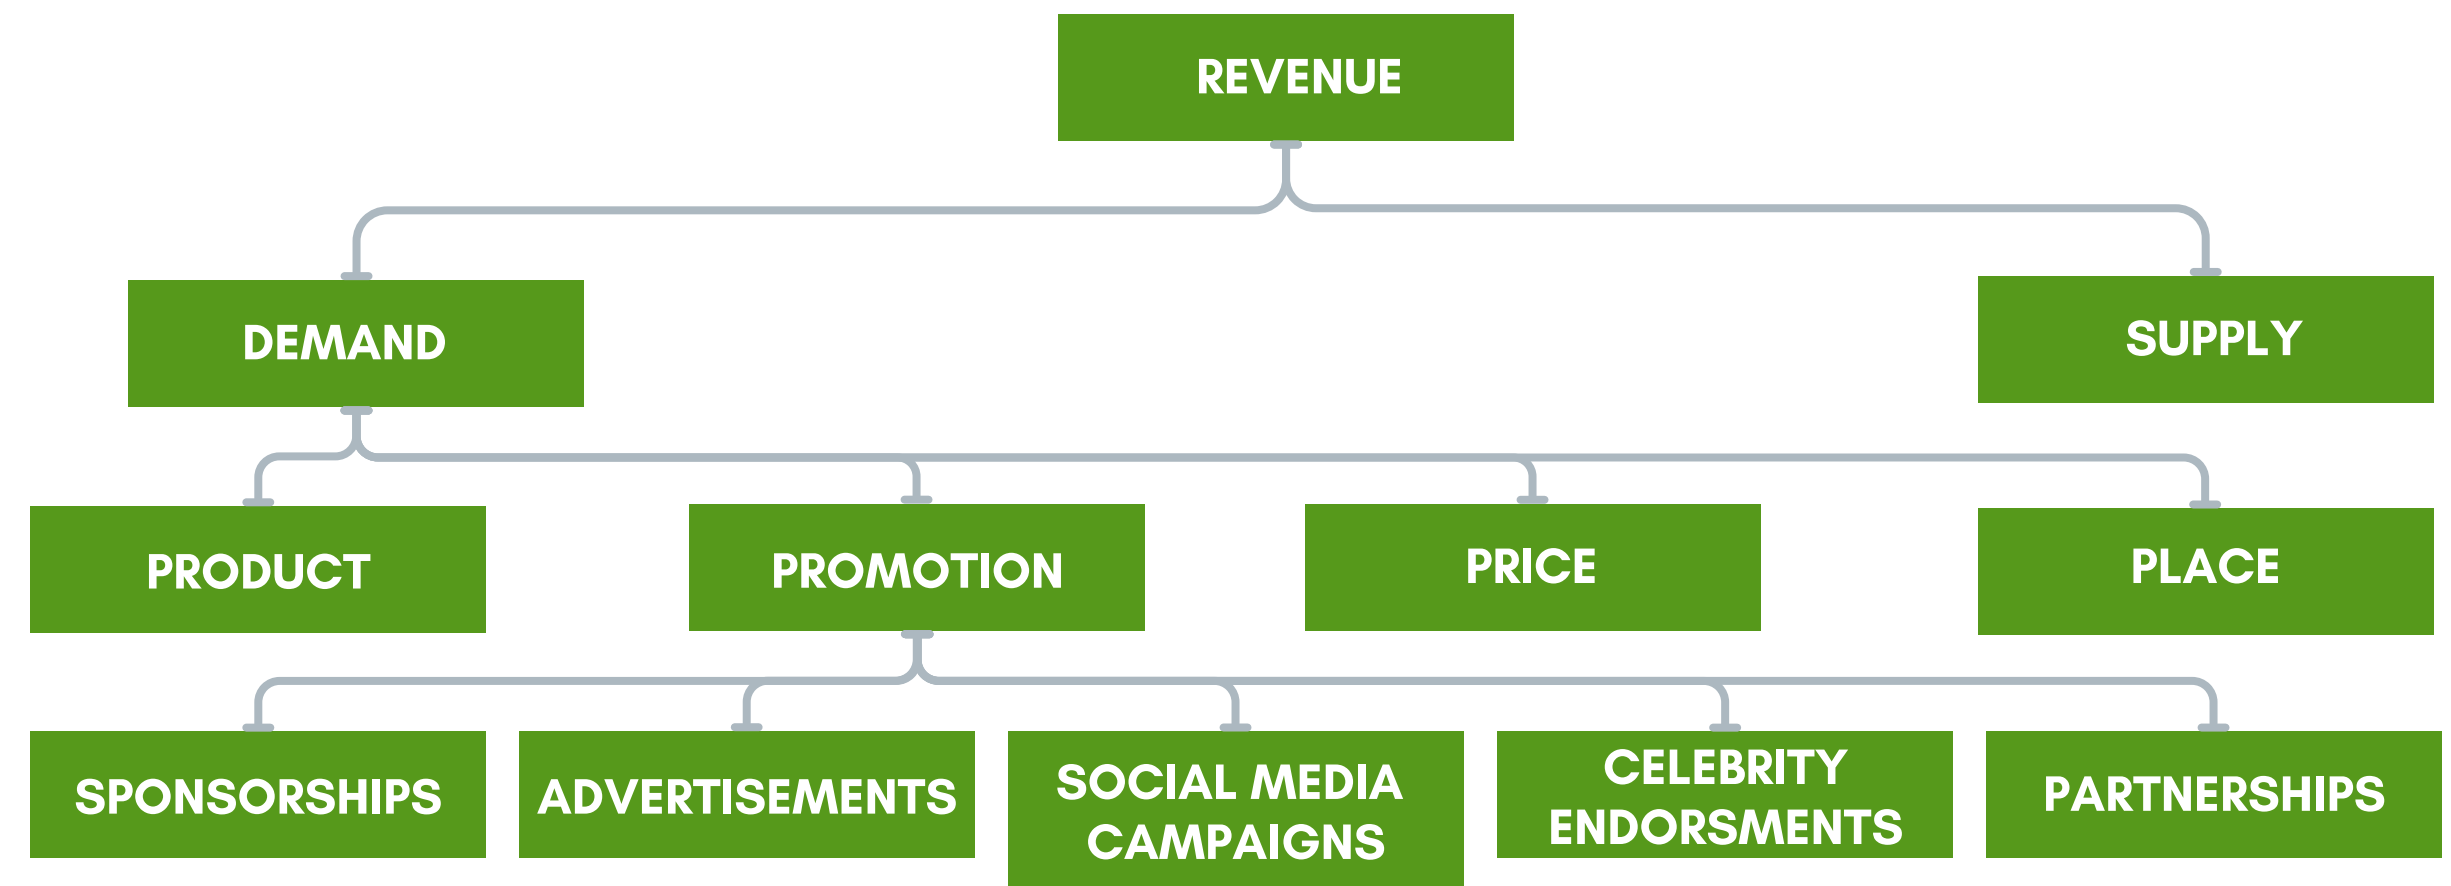 REVENUE
DEMAND
SUPPLY
PRODUCT
PROMOTION
PRICE
PLACE
SPONSORSHIPS
ADVERTISEMENTS
SOCIAL MEDIA
CAMPAIGNS
CELEBRITY
ENDORSMENTS
PARTNERSHIPS